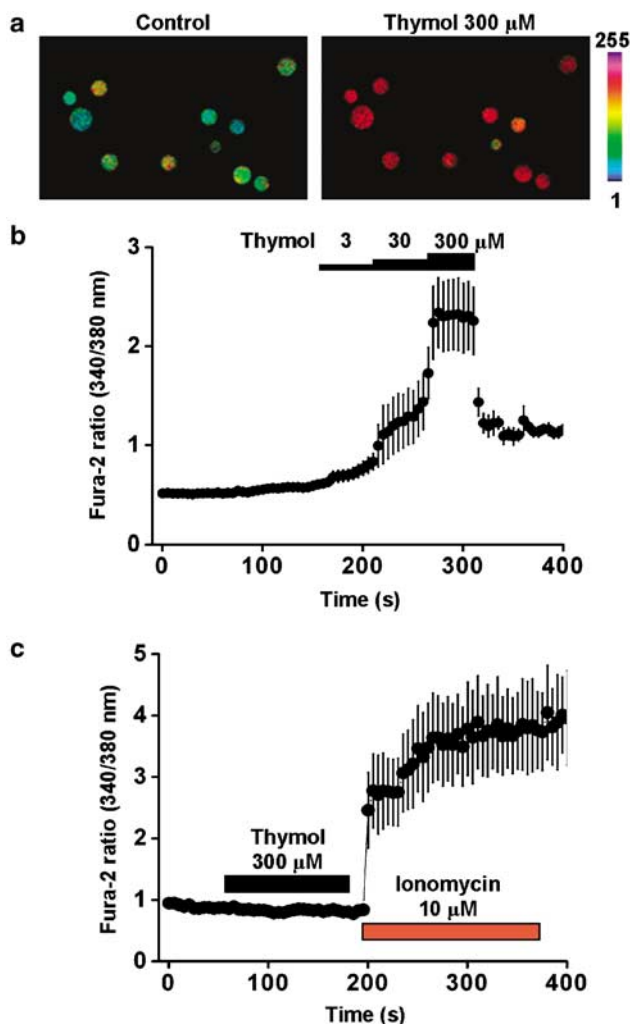 a
Control
Thymol 300 µM
255
1
b
Thymol 3 30 300 µM
3
2
1
0
Fura-2 ratio (340/380 nm)
0 100 200 300 400
Time (s)
c
5
4
3
2
1
0
Fura-2 ratio (340/380 nm)
Thymol
300 µM
Ionomycin
10 µM
0 100 200 300 400
Time (s)